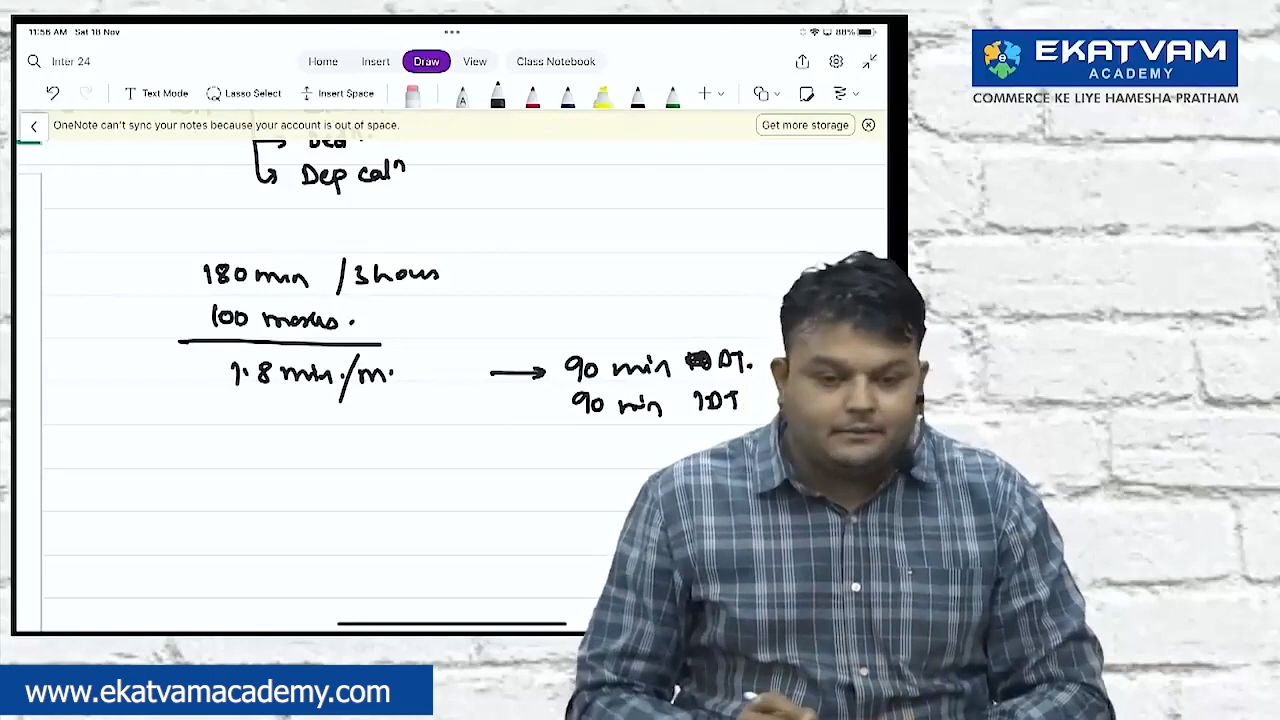 11:56 AM Sat 18 Nov
88%
Inter 24
Home Insert Draw View Class Notebook
Text Mode Lasso Select Insert Space
OneNote can't sync your notes because your account is out of space. Get more storage
Dep calⁿ
180 min / 3 hours
100 marks.
1.8 min./m.
→ 90 min DT.
90 min IDT
EKATVAM
ACADEMY
COMMERCE KE LIYE HAMESHA PRATHAM
www.ekatvamacademy.com